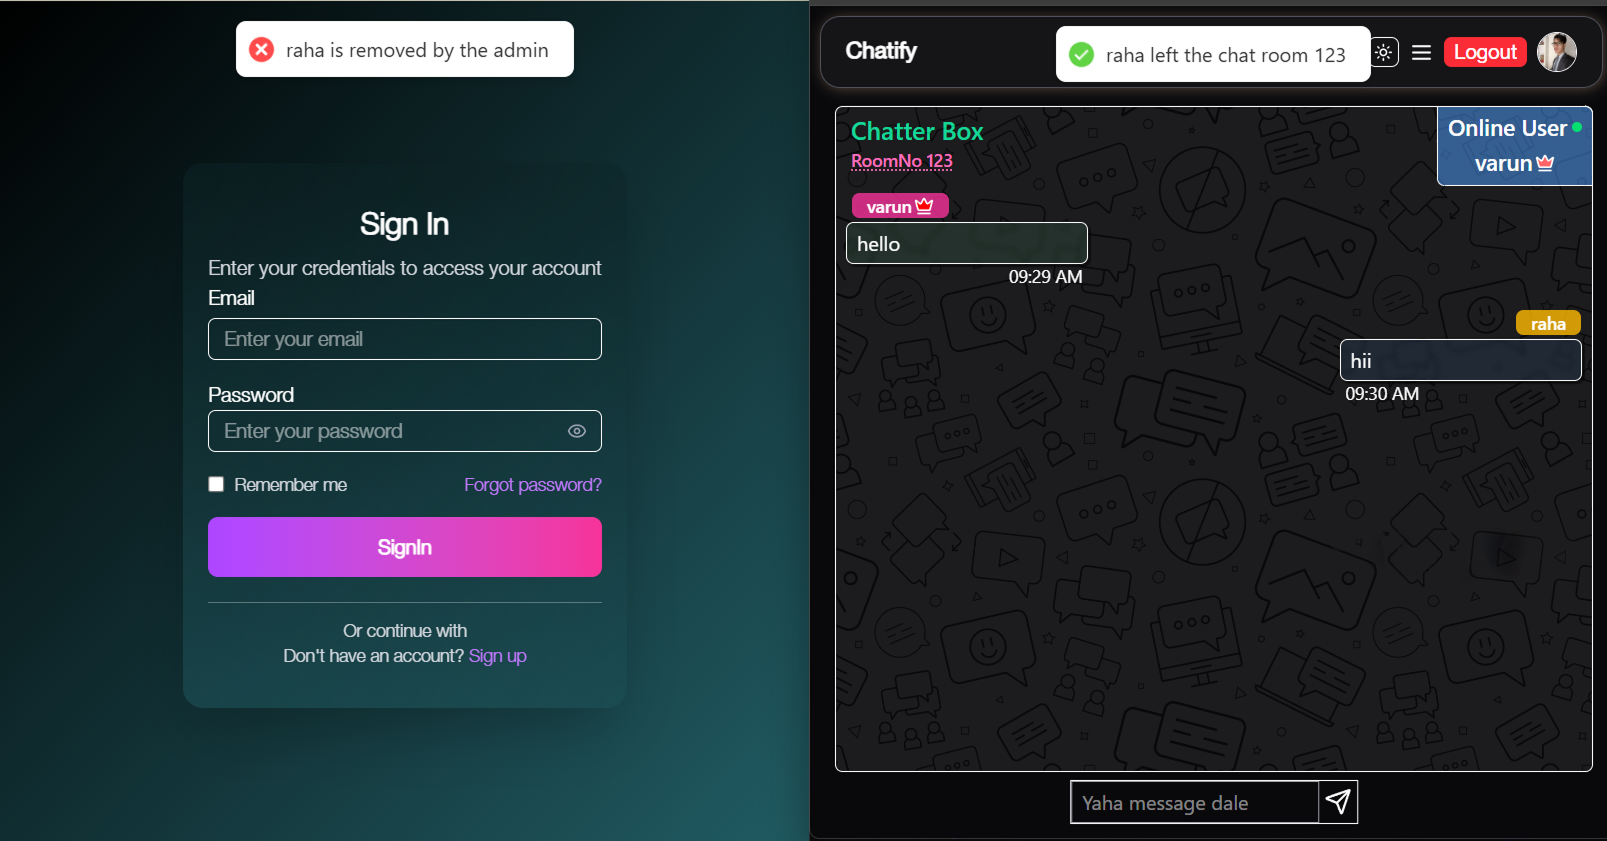 raha is removed by the admin
Sign In
Enter your credentials to access your account
Email
Enter your email
Password
Enter your password
Remember me
Forgot password?
SignIn
Or continue with
Don't have an account? Sign up
Chatify
raha left the chat room 123
Logout
Chatter Box
RoomNo 123
Online User
varun
varun
hello
09:29 AM
raha
hii
09:30 AM
Yaha message dale